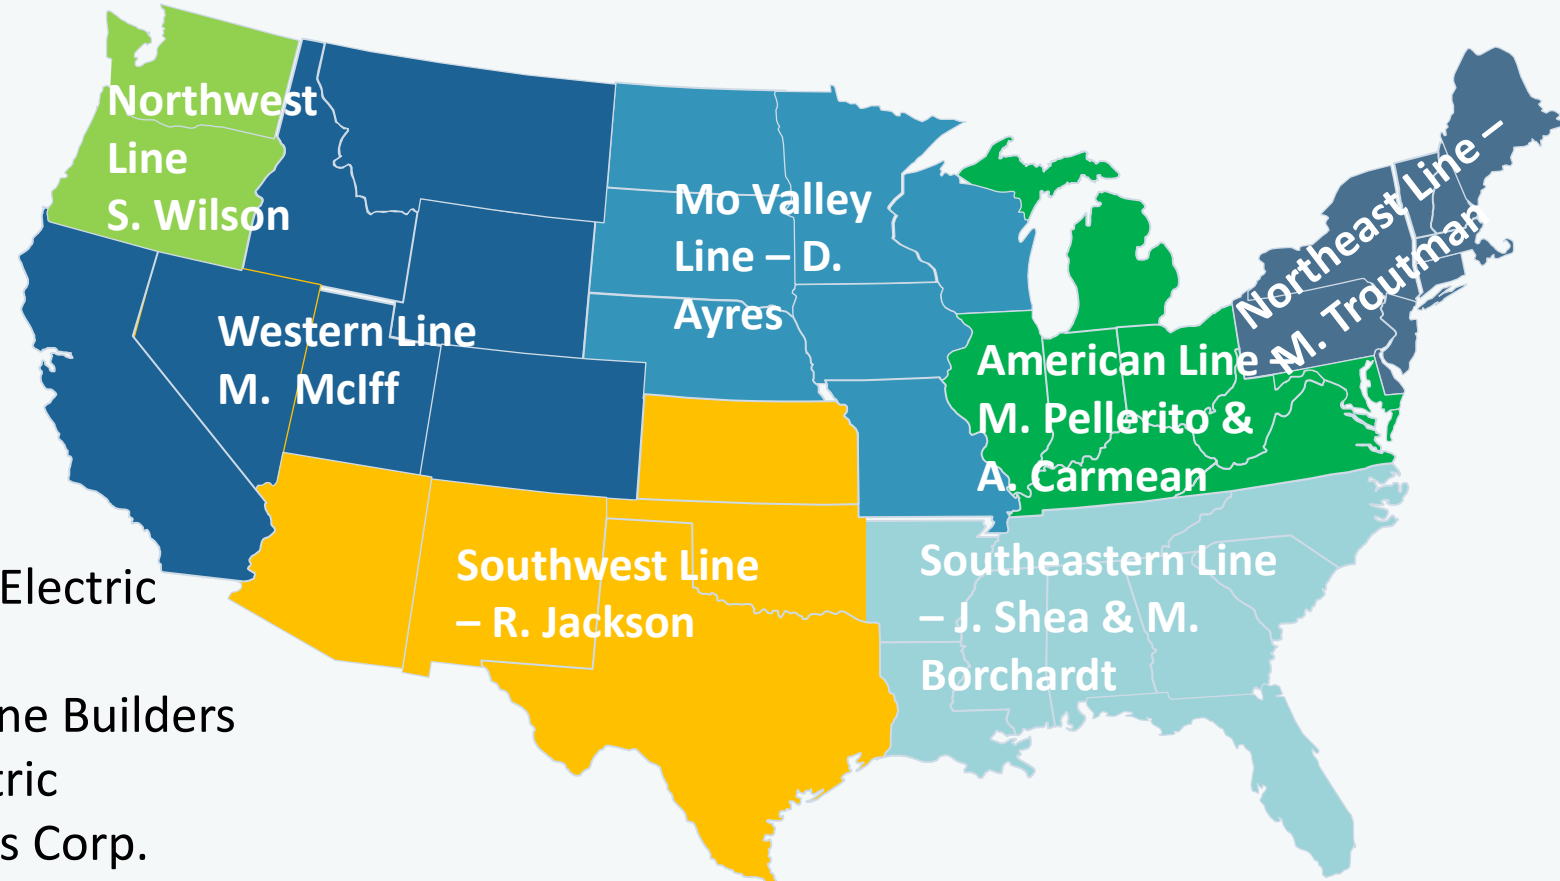 Northwest
Line
S. Wilson
Mo Valley
Line – D.
Ayres
Northeast Line –
M. Troutman
Western Line
M. McIff
American Line –
M. Pellerito &
A. Carmean
Southwest Line
– R. Jackson
Southeastern Line
– J. Shea & M.
Borchardt
Electric
ne Builders
tric
s Corp.